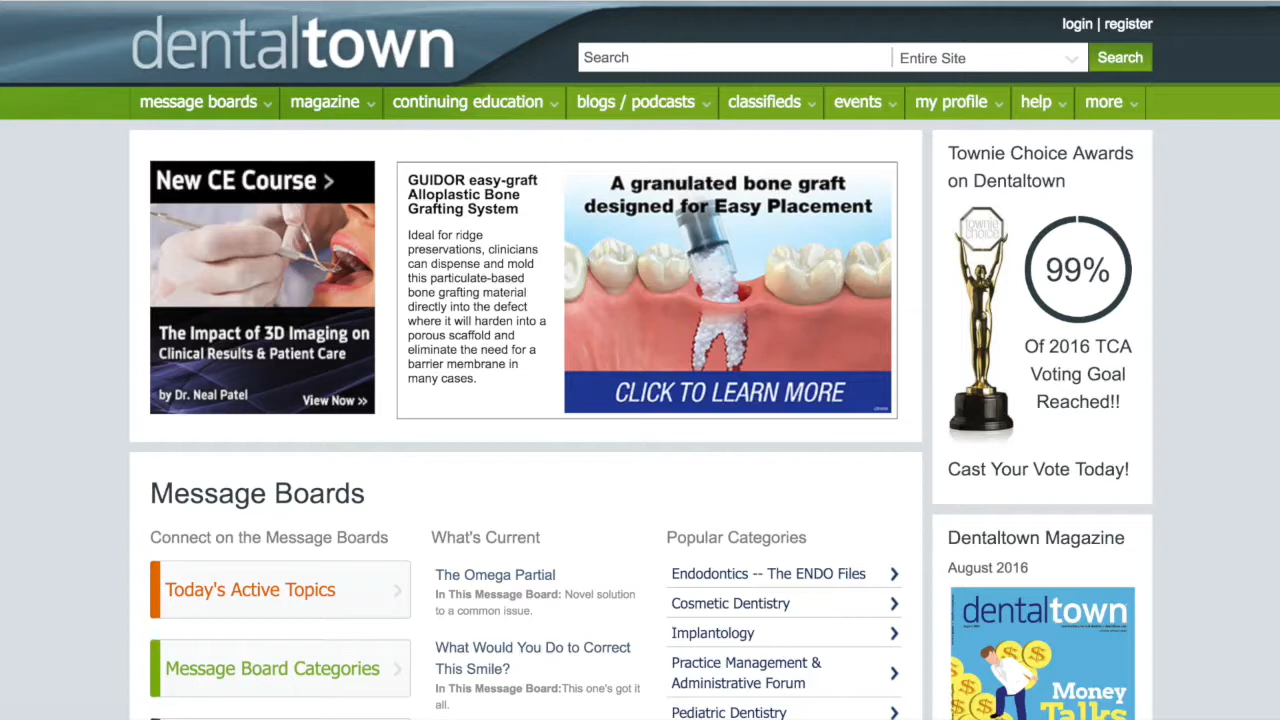 dentaltown
login | register
Search
Entire Site
Search
message boards
magazine
continuing education
blogs / podcasts
classifieds
events
my profile
help
more
New CE Course >
The Impact of 3D Imaging on
Clinical Results & Patient Care
by Dr. Neal Patel
View Now >>
GUIDOR easy-graft
Alloplastic Bone
Grafting System
Ideal for ridge
preservations, clinicians
can dispense and mold
this particulate-based
bone grafting material
directly into the defect
where it will harden into a
porous scaffold and
eliminate the need for a
barrier membrane in
many cases.
A granulated bone graft
designed for Easy Placement
CLICK TO LEARN MORE
Townie Choice Awards
on Dentaltown
townie
choice
99%
Of 2016 TCA
Voting Goal
Reached!!
Cast Your Vote Today!
Message Boards
Connect on the Message Boards
Today's Active Topics
Message Board Categories
What's Current
The Omega Partial
In This Message Board: Novel solution
to a common issue.
What Would You Do to Correct
This Smile?
In This Message Board:This one's got it
all.
Popular Categories
Endodontics -- The ENDO Files
Cosmetic Dentistry
Implantology
Practice Management &
Administrative Forum
Pediatric Dentistry
Dentaltown Magazine
August 2016
dentaltown
Money
Talks